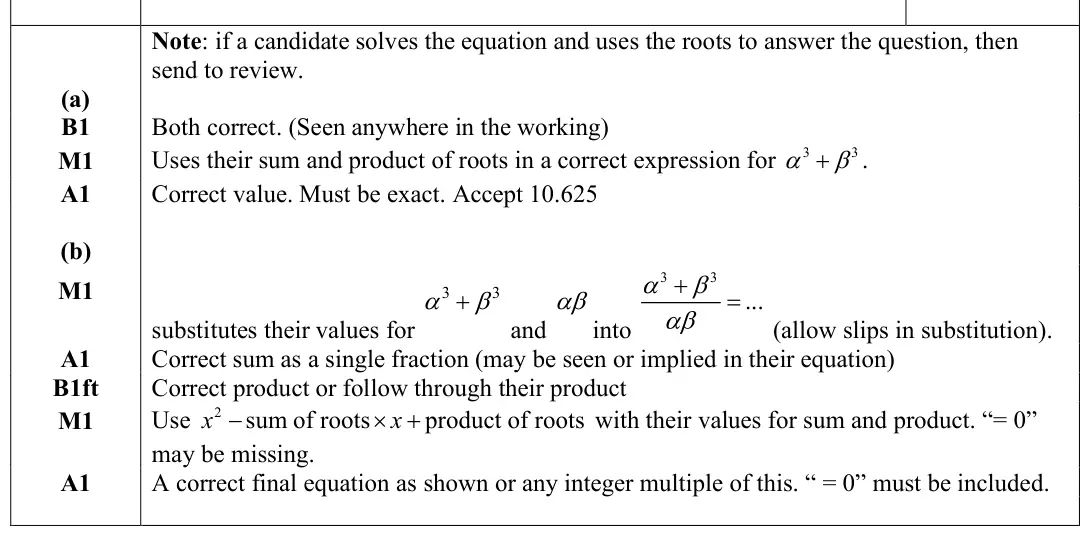 Note: if a candidate solves the equation and uses the roots to answer the question, then
send to review.
(a)
B1 Both correct. (Seen anywhere in the working)
M1 Uses their sum and product of roots in a correct expression for α³ + β³.
A1 Correct value. Must be exact. Accept 10.625
(b)
M1 substitutes their values for α³ + β³ and αβ into (α³ + β³)/(αβ) = ... (allow slips in substitution).
A1 Correct sum as a single fraction (may be seen or implied in their equation)
B1ft Correct product or follow through their product
M1 Use x² − sum of roots × x + product of roots with their values for sum and product. “= 0”
may be missing.
A1 A correct final equation as shown or any integer multiple of this. “ = 0” must be included.